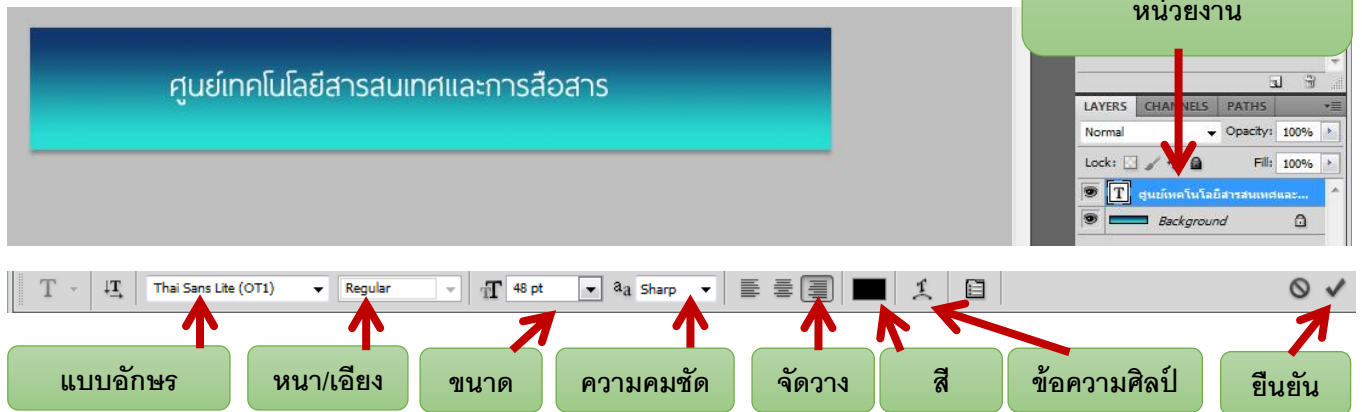 หน่วยงาน
ศูนย์เทคโนโลยีสารสนเทศและการสื่อสาร
LAYERS CHANNELS PATHS
Normal Opacity: 100%
Lock: Fill: 100%
T ศูนย์เทคโนโลยีสารสนเทศและ...
Background
T T Thai Sans Lite (OT1) Regular T 48 pt aa Sharp
แบบอักษร หนา/เอียง ขนาด ความคมชัด จัดวาง สี ข้อความศิลป์ ยืนยัน